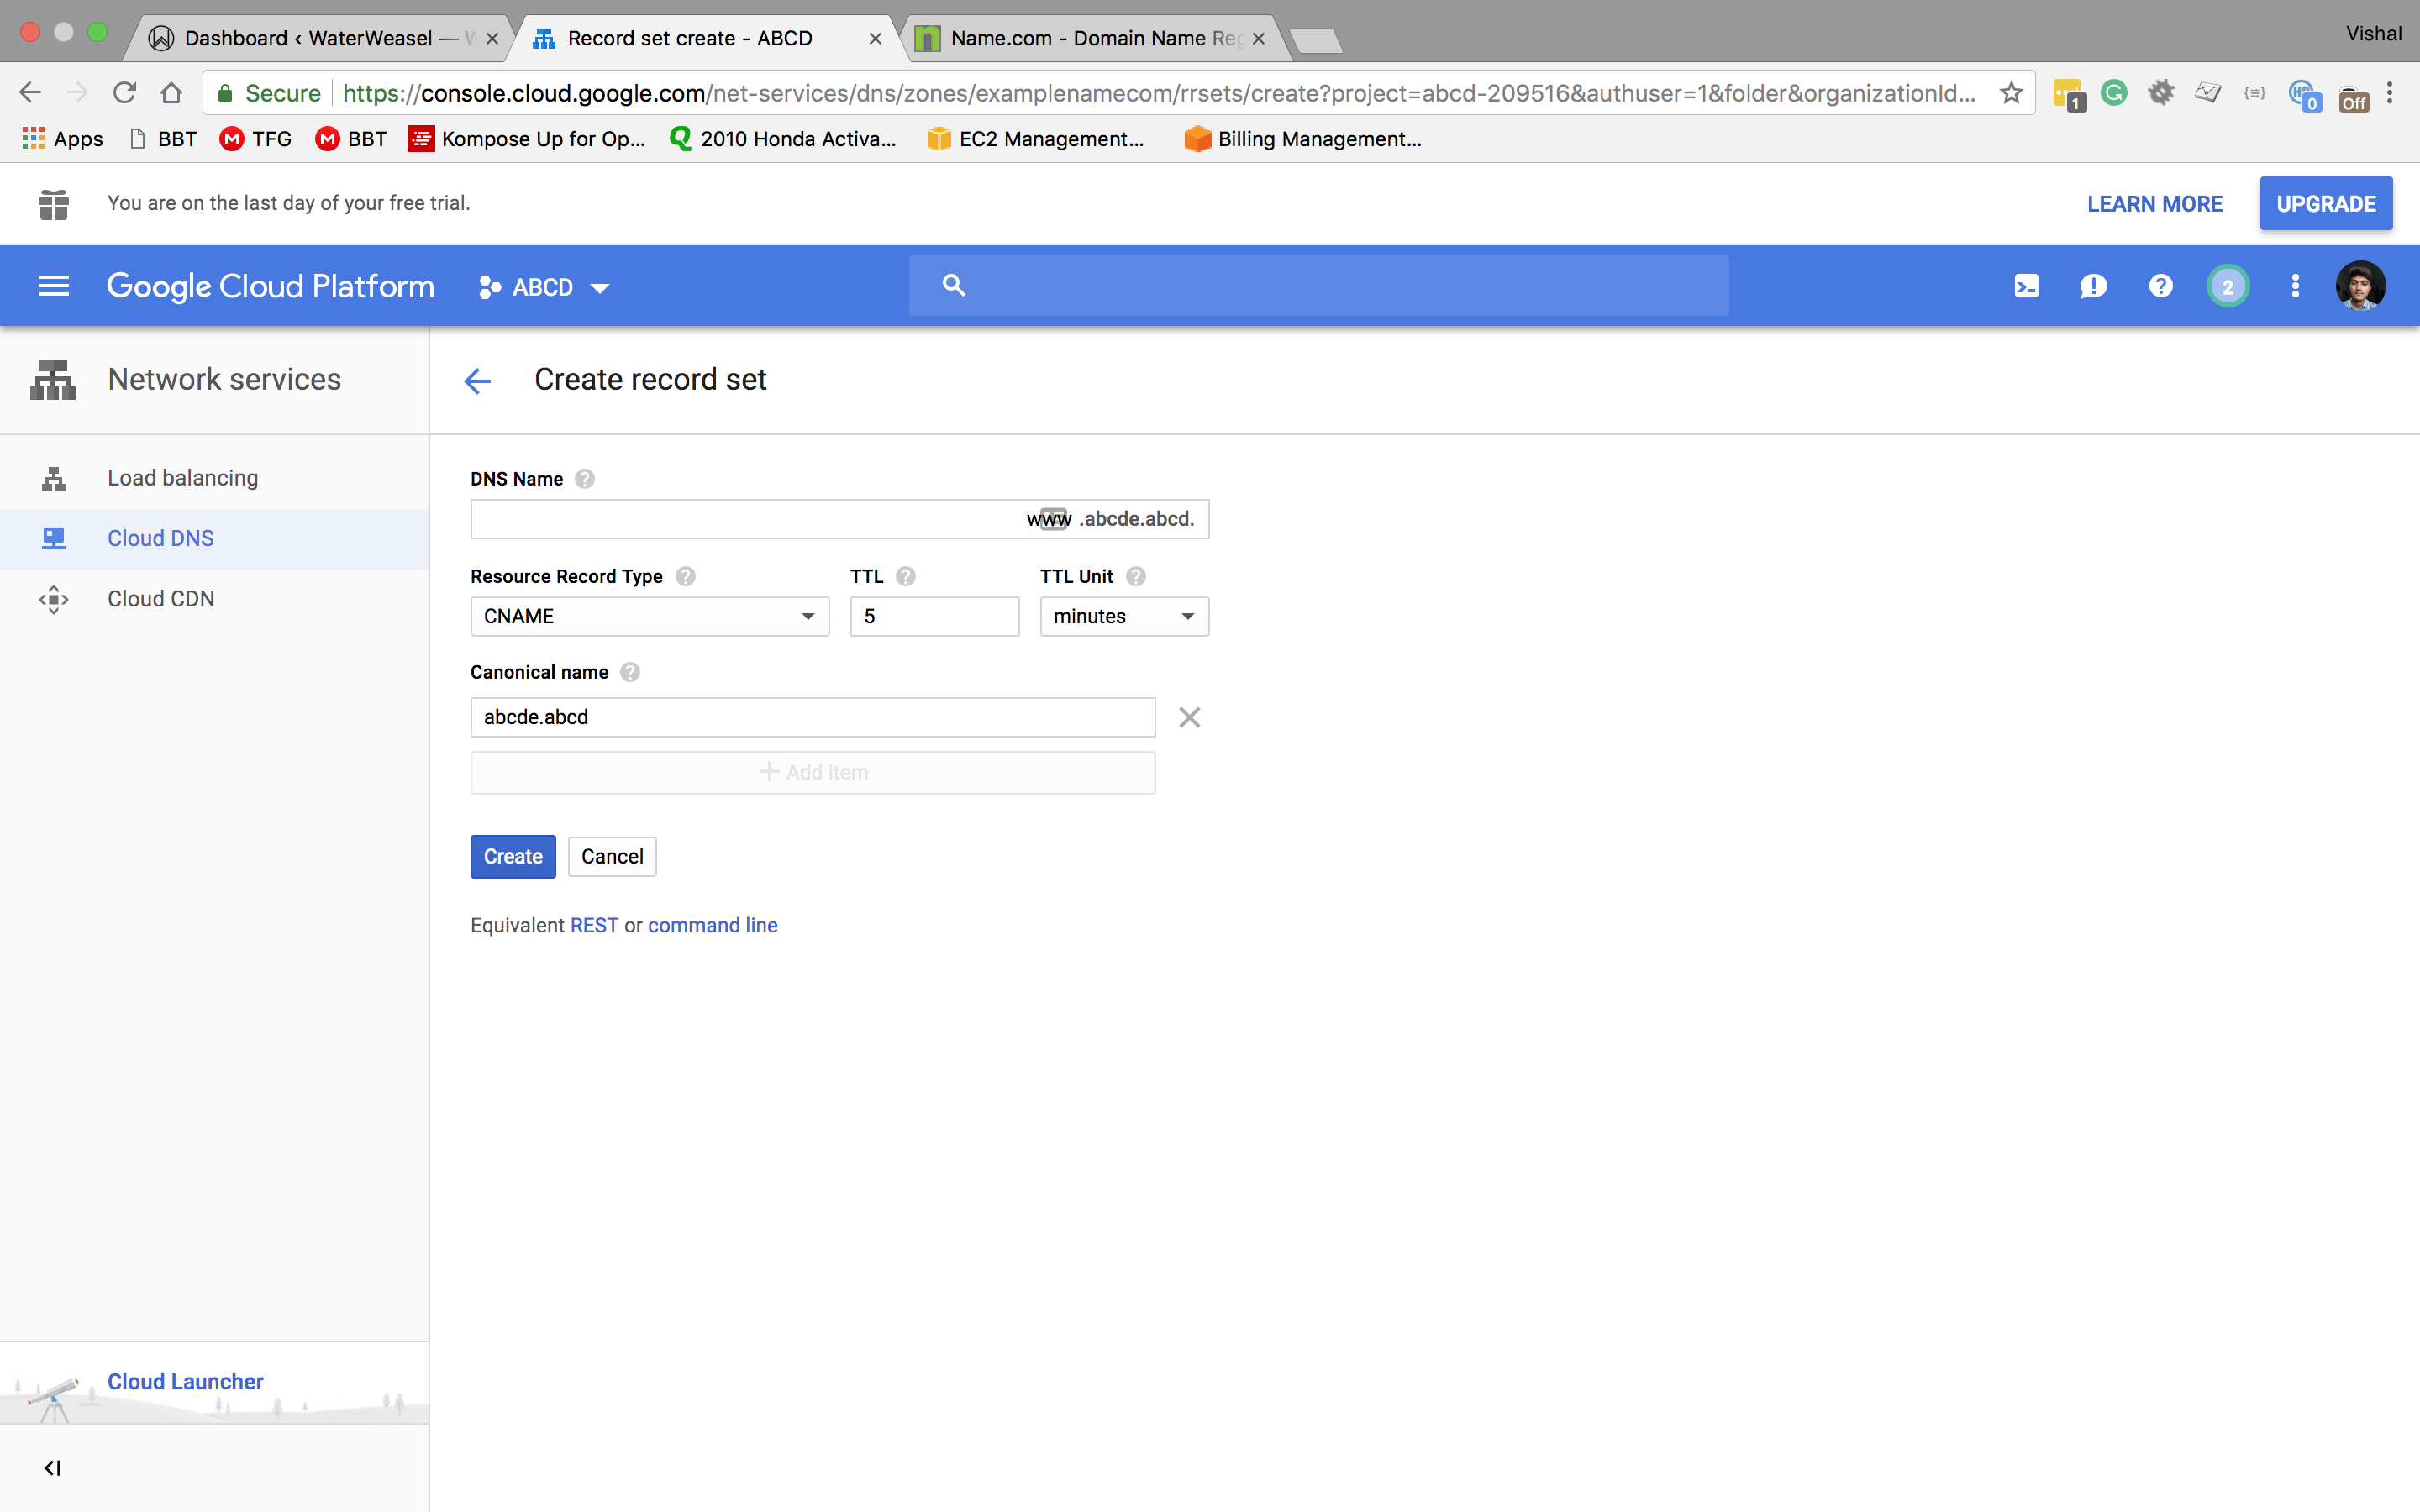 Dashboard ‹ WaterWeasel — W
Record set create - ABCD
Name.com - Domain Name Reg
Vishal
Secure
https://console.cloud.google.com/net-services/dns/zones/examplenamecom/rrsets/create?project=abcd-209516&authuser=1&folder&organizationId...
1
0
Off
Apps
BBT
TFG
BBT
Kompose Up for Op...
2010 Honda Activa...
EC2 Management...
Billing Management...
You are on the last day of your free trial.
LEARN MORE
UPGRADE
Google Cloud Platform
ABCD
2
Network services
Create record set
Load balancing
Cloud DNS
Cloud CDN
DNS Name
www .abcde.abcd.
Resource Record Type
TTL
TTL Unit
CNAME
5
minutes
Canonical name
abcde.abcd
Add item
Create
Cancel
Equivalent REST or command line
Cloud Launcher